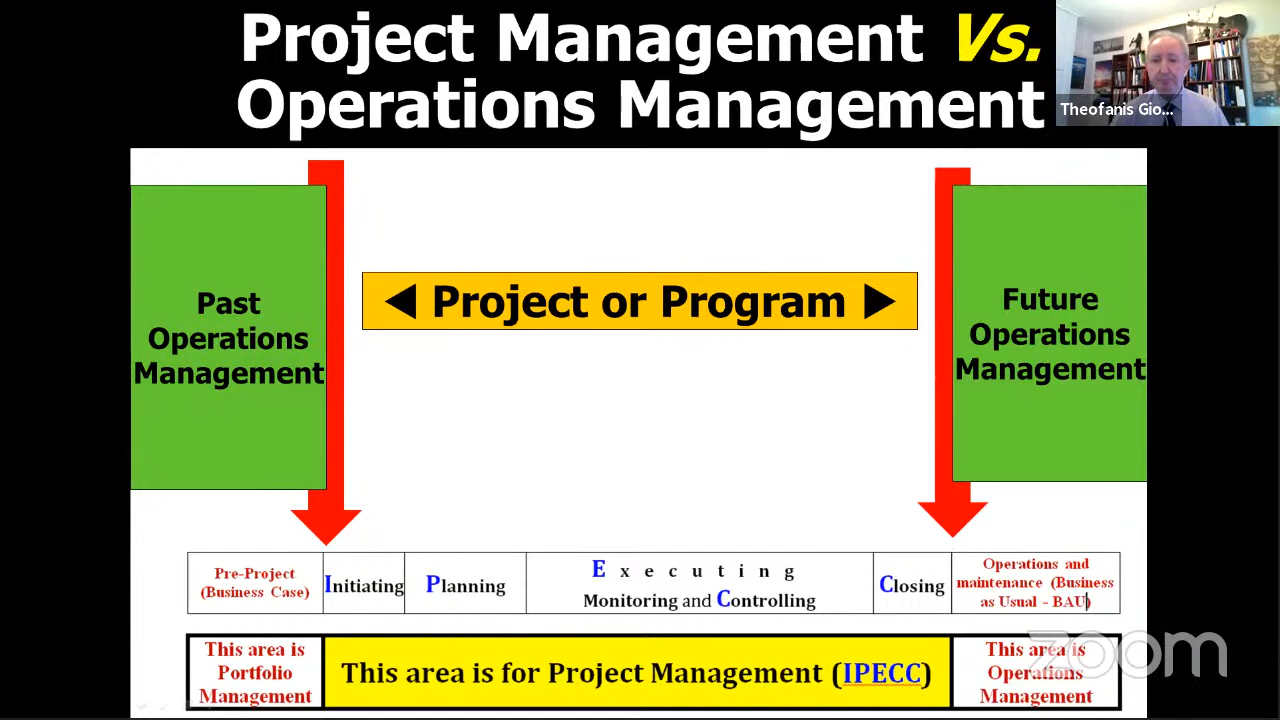 Project Management Vs.
Operations Management
Theofanis Gio...
Past
Operations
Management
◄ Project or Program ►
Future
Operations
Management
Pre-Project
(Business Case)
Initiating
Planning
Executing
Monitoring and Controlling
Closing
Operations and
maintenance (Business
as Usual - BAU)
This area is
Portfolio
Management
This area is for Project Management (IPECC)
This area is
Operations
Management
zoom